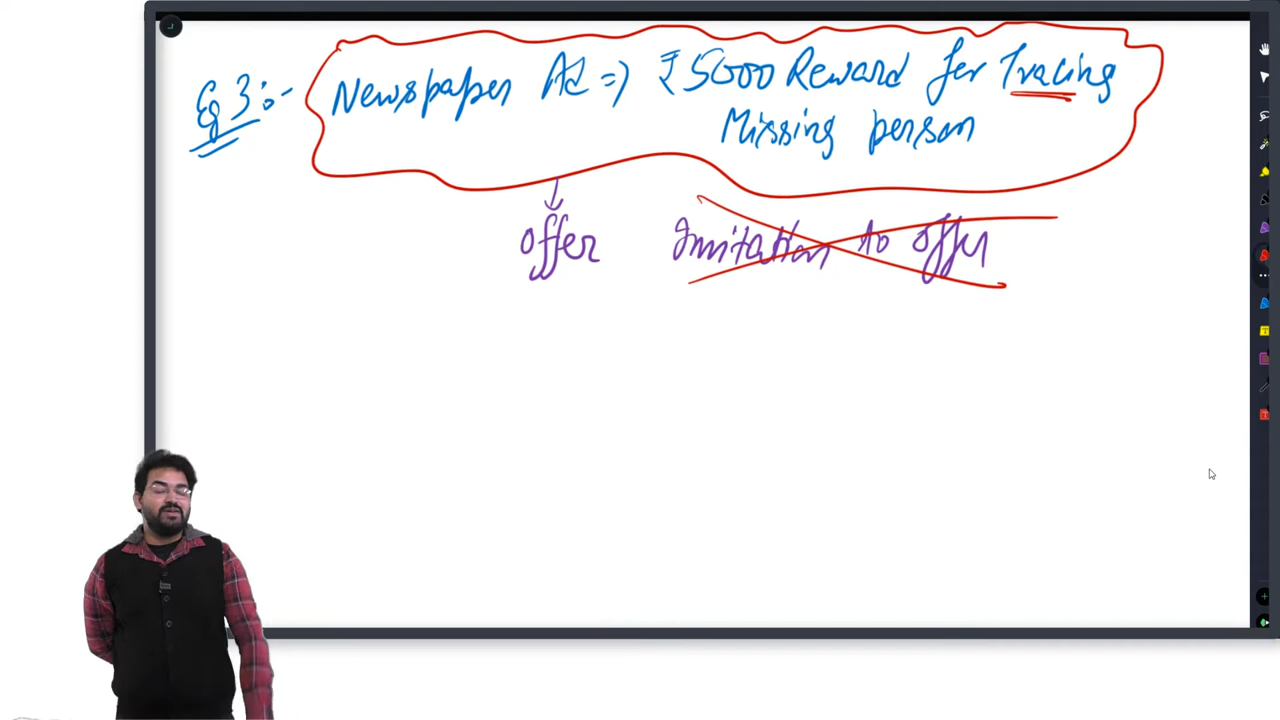 Eg 3:- Newspaper Ad => ₹5000 Reward for Tracing
Missing person
Offer Invitation to offer